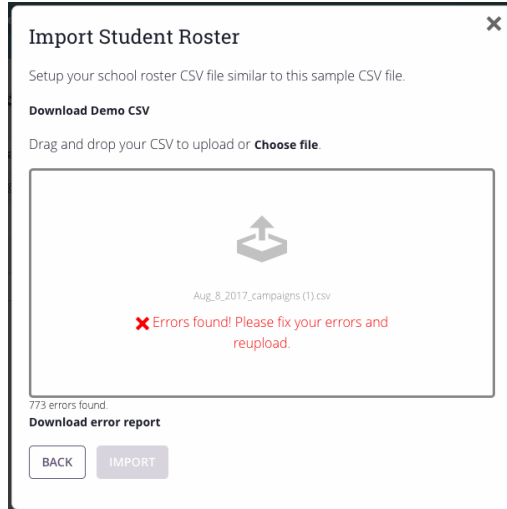 Import Student Roster
Setup your school roster CSV file similar to this sample CSV file.
Download Demo CSV
Drag and drop your CSV to upload or Choose file.
Aug_8_2017_campaigns (1).csv
Errors found! Please fix your errors and
reupload.
773 errors found.
Download error report
BACK
IMPORT